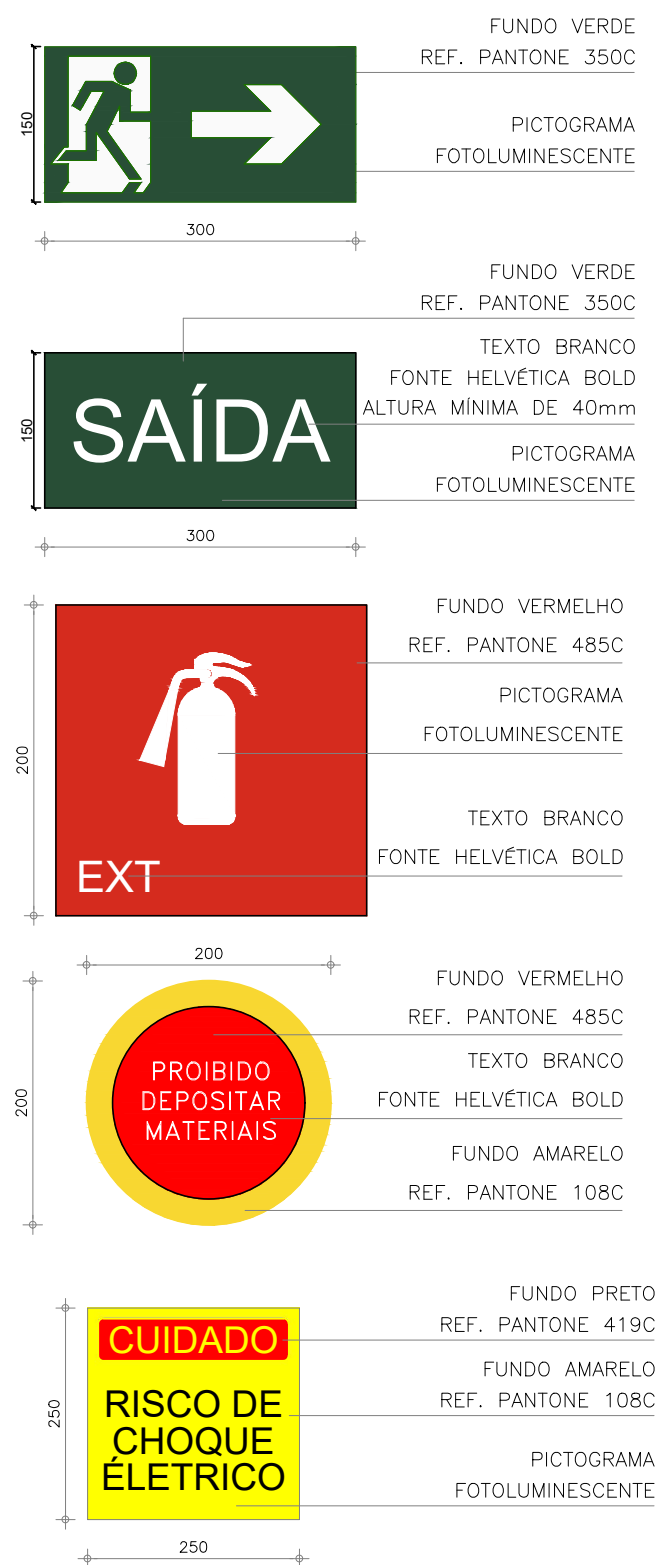 FUNDO VERDE
REF. PANTONE 350C
PICTOGRAMA
FOTOLUMINESCENTE
150
300
FUNDO VERDE
REF. PANTONE 350C
TEXTO BRANCO
FONTE HELVÉTICA BOLD
ALTURA MÍNIMA DE 40mm
PICTOGRAMA
FOTOLUMINESCENTE
SAÍDA
150
300
FUNDO VERMELHO
REF. PANTONE 485C
PICTOGRAMA
FOTOLUMINESCENTE
TEXTO BRANCO
FONTE HELVÉTICA BOLD
EXT
200
200
FUNDO VERMELHO
REF. PANTONE 485C
TEXTO BRANCO
FONTE HELVÉTICA BOLD
FUNDO AMARELO
REF. PANTONE 108C
PROIBIDO
DEPOSITAR
MATERIAIS
200
FUNDO PRETO
REF. PANTONE 419C
FUNDO AMARELO
REF. PANTONE 108C
PICTOGRAMA
FOTOLUMINESCENTE
CUIDADO
RISCO DE
CHOQUE
ÉLETRICO
250
250